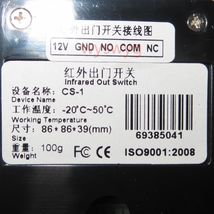 外出门开关接线图
12V GND NO COM NC
红外出门开关
Infrared Out Switch
设备名称: CS-1
Device Name
工作温度: -20℃~50℃
Working Temperature
尺寸: 86*86*39(mm)
Size
重量: 100g
Weight
69385041
ISO9001:2008